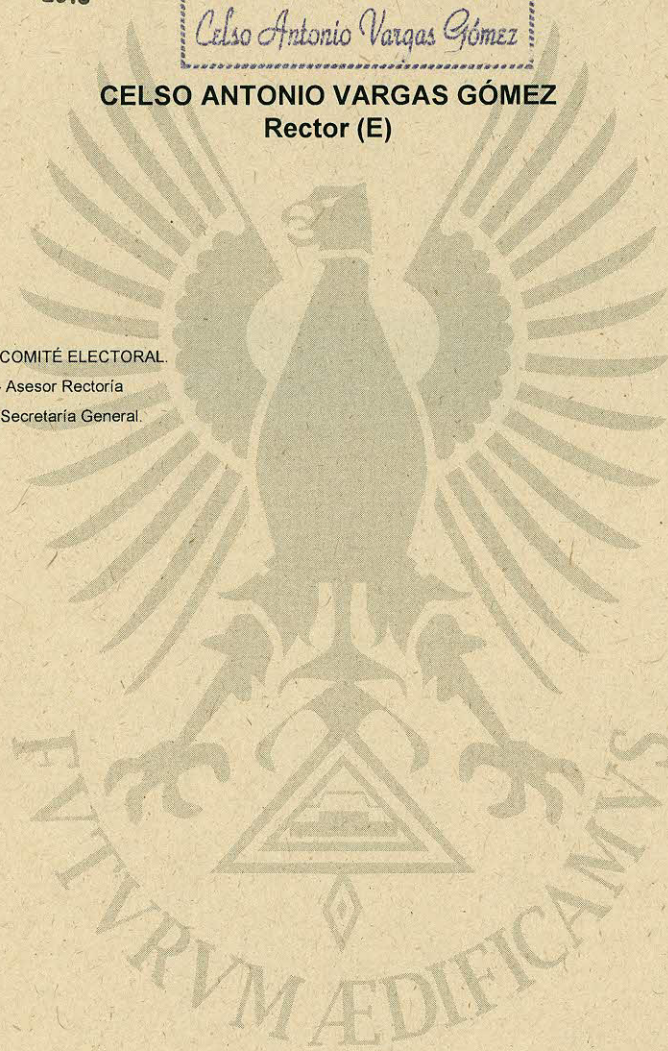 Celso Antonio Vargas Gómez
CELSO ANTONIO VARGAS GÓMEZ
Rector (E)
COMITÉ ELECTORAL.
- Asesor Rectoría
Secretaría General.
FVTVRVM ÆDIFICAMVS